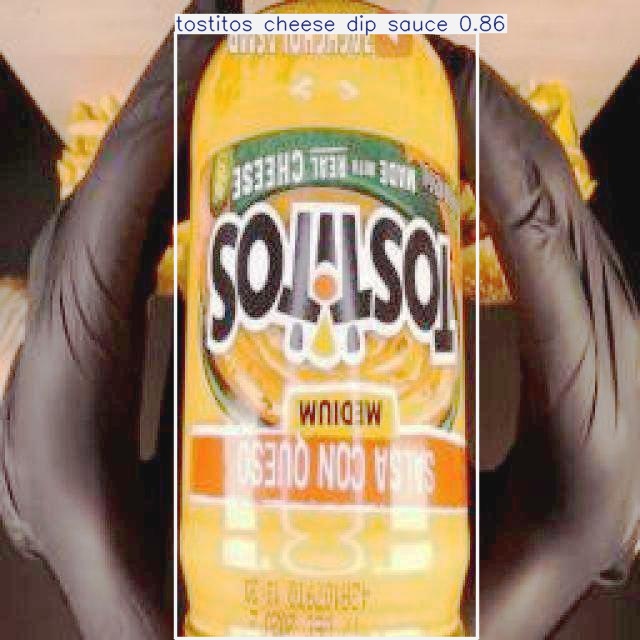 tostitos cheese dip sauce 0.86
MADE WITH REAL CHEESE
TOSTITOS
MEDIUM
SALSA CON QUESO